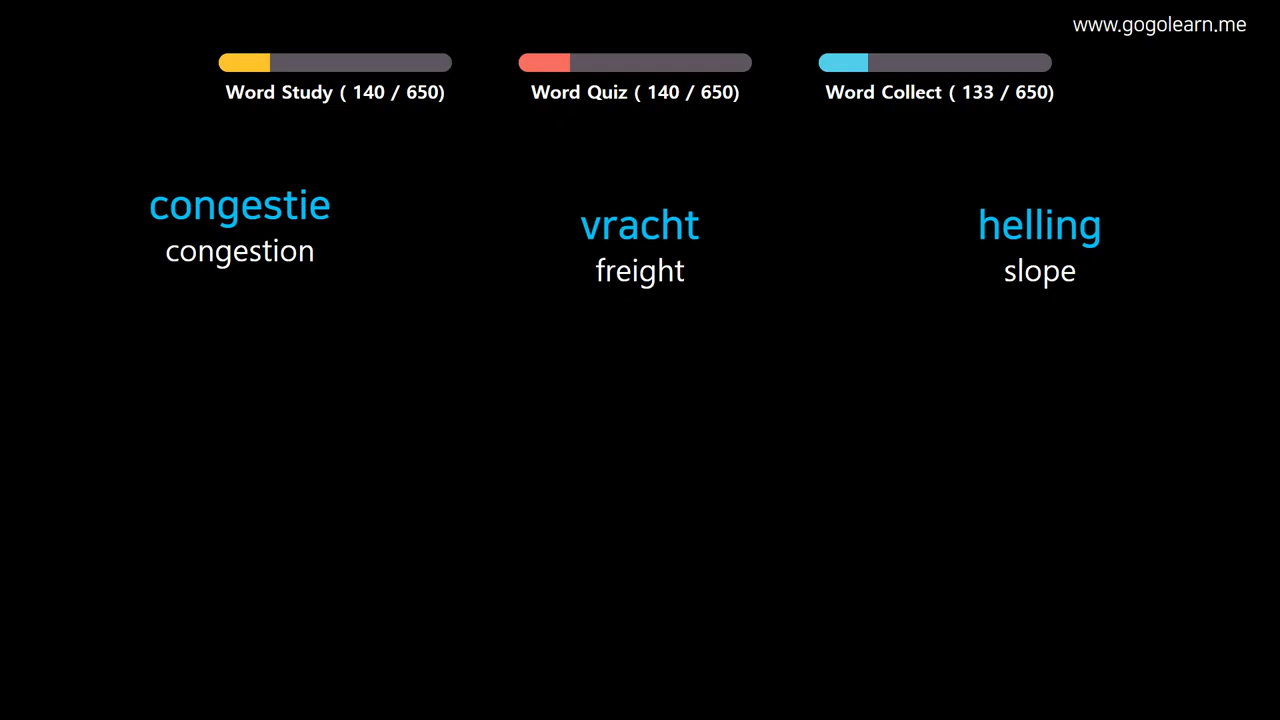 www.gogolearn.me
Word Study ( 140 / 650)
Word Quiz ( 140 / 650)
Word Collect ( 133 / 650)
congestie
congestion
vracht
freight
helling
slope